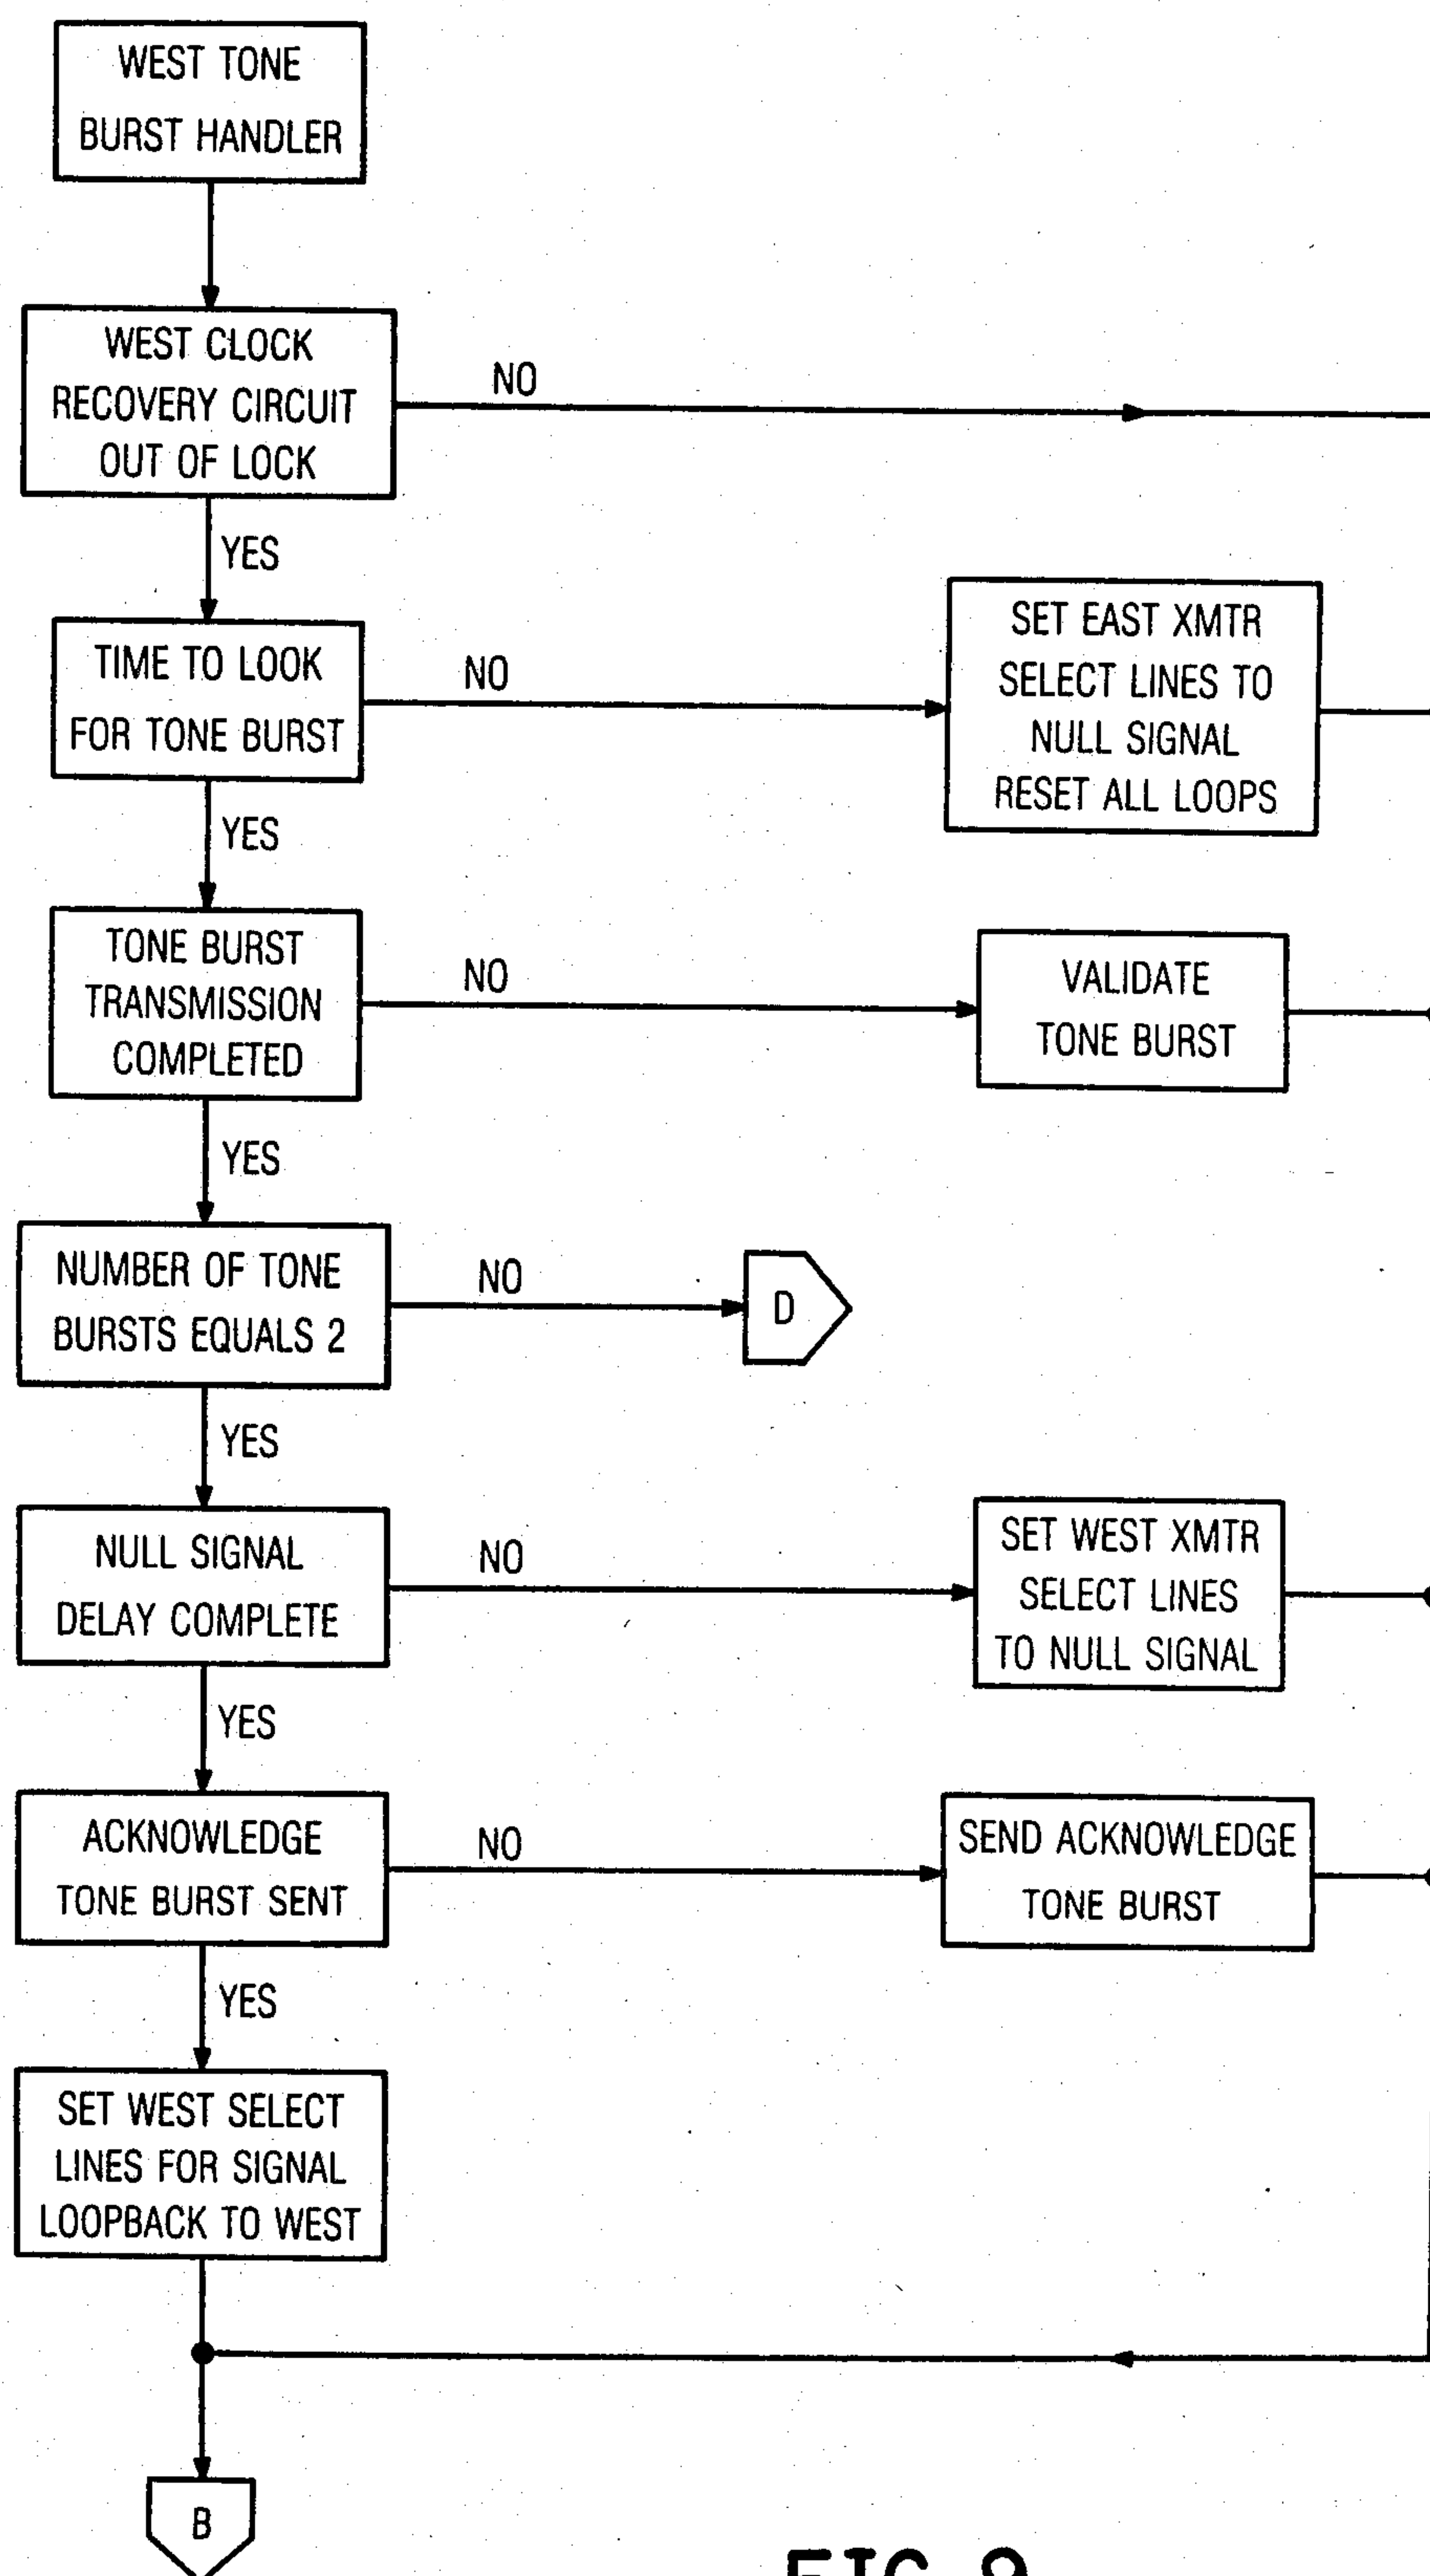 WEST TONE
BURST HANDLER
WEST CLOCK
RECOVERY CIRCUIT
OUT OF LOCK
NO
YES
TIME TO LOOK
FOR TONE BURST
NO
SET EAST XMTR
SELECT LINES TO
NULL SIGNAL
RESET ALL LOOPS
YES
TONE BURST
TRANSMISSION
COMPLETED
NO
VALIDATE
TONE BURST
YES
NUMBER OF TONE
BURSTS EQUALS 2
NO
D
YES
NULL SIGNAL
DELAY COMPLETE
NO
SET WEST XMTR
SELECT LINES
TO NULL SIGNAL
YES
ACKNOWLEDGE
TONE BURST SENT
NO
SEND ACKNOWLEDGE
TONE BURST
YES
SET WEST SELECT
LINES FOR SIGNAL
LOOPBACK TO WEST
B
FIG. 9